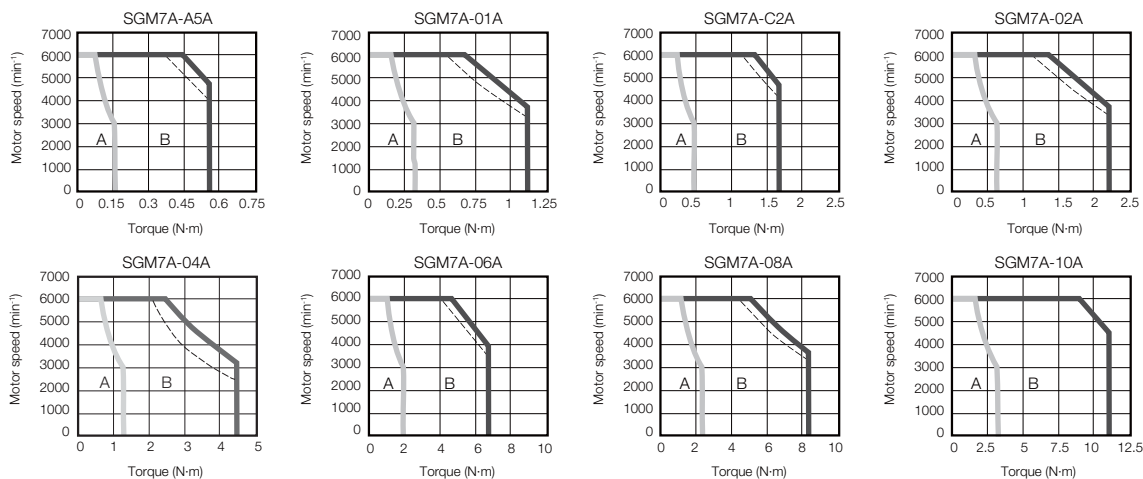 SGM7A-A5A
Motor speed (min⁻¹)
7000
6000
5000
4000
3000
2000
1000
0
A
B
0 0.15 0.3 0.45 0.6 0.75
Torque (N·m)
SGM7A-01A
Motor speed (min⁻¹)
7000
6000
5000
4000
3000
2000
1000
0
A
B
0 0.25 0.5 0.75 1 1.25
Torque (N·m)
SGM7A-C2A
Motor speed (min⁻¹)
7000
6000
5000
4000
3000
2000
1000
0
A
B
0 0.5 1 1.5 2 2.5
Torque (N·m)
SGM7A-02A
Motor speed (min⁻¹)
7000
6000
5000
4000
3000
2000
1000
0
A
B
0 0.5 1 1.5 2 2.5
Torque (N·m)
SGM7A-04A
Motor speed (min⁻¹)
7000
6000
5000
4000
3000
2000
1000
0
A
B
0 1 2 3 4 5
Torque (N·m)
SGM7A-06A
Motor speed (min⁻¹)
7000
6000
5000
4000
3000
2000
1000
0
A
B
0 2 4 6 8 10
Torque (N·m)
SGM7A-08A
Motor speed (min⁻¹)
7000
6000
5000
4000
3000
2000
1000
0
A
B
0 2 4 6 8 10
Torque (N·m)
SGM7A-10A
Motor speed (min⁻¹)
7000
6000
5000
4000
3000
2000
1000
0
A
B
0 2.5 5 7.5 10 12.5
Torque (N·m)